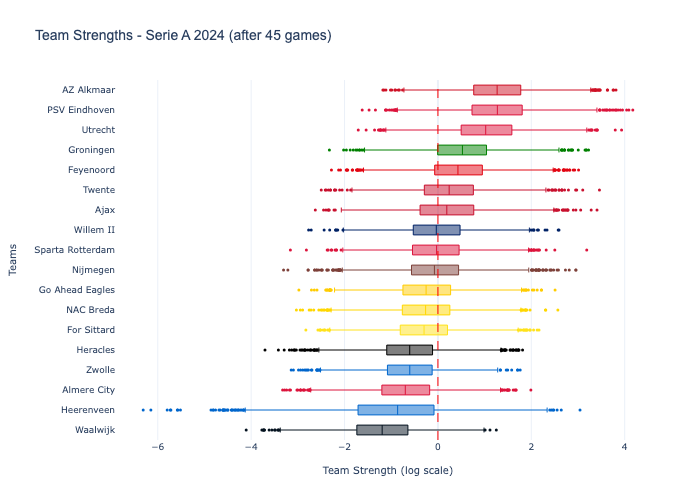 Team Strengths - Serie A 2024 (after 45 games)
AZ Alkmaar
PSV Eindhoven
Utrecht
Groningen
Feyenoord
Twente
Ajax
Willem II
Sparta Rotterdam
Nijmegen
Go Ahead Eagles
NAC Breda
For Sittard
Heracles
Zwolle
Almere City
Heerenveen
Waalwijk
Teams
−6 −4 −2 0 2 4
Team Strength (log scale)